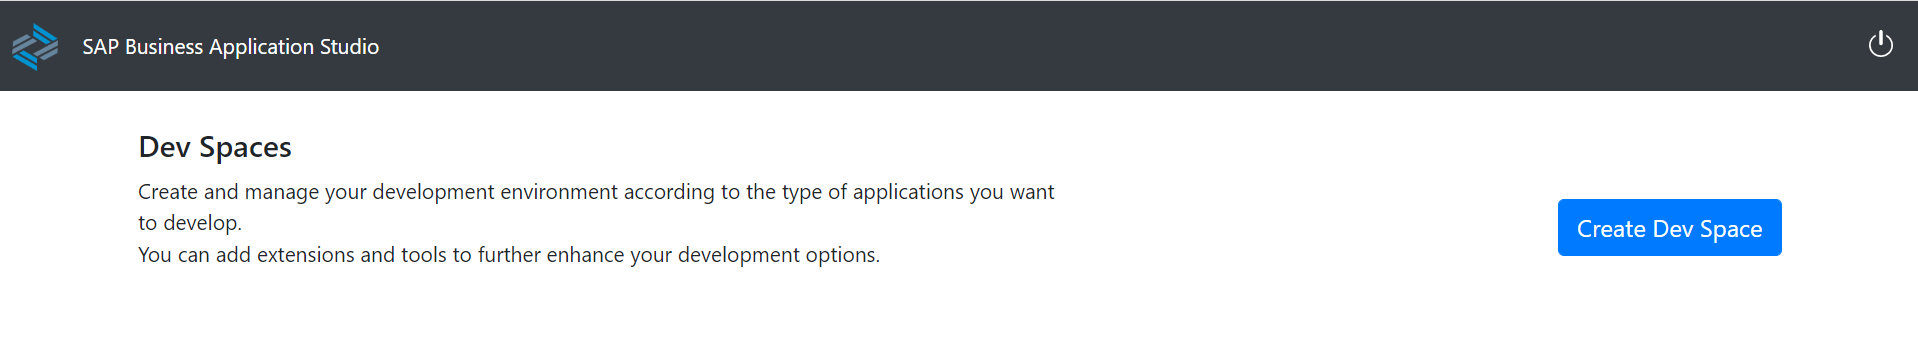 SAP Business Application Studio
Dev Spaces
Create and manage your development environment according to the type of applications you want
to develop.
You can add extensions and tools to further enhance your development options.
Create Dev Space